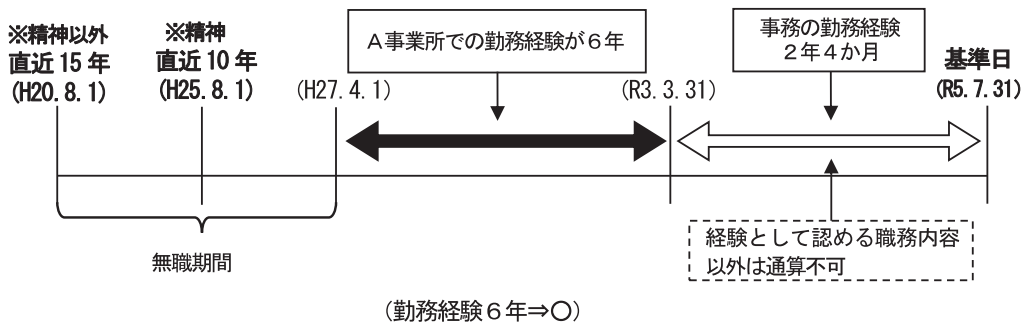 ※精神以外
直近 15 年
(H20. 8. 1)
※精神
直近 10 年
(H25. 8. 1)
A事業所での勤務経験が6年
(H27. 4. 1)
(R3. 3. 31)
事務の勤務経験
2年4か月
基準日
(R5. 7. 31)
無職期間
経験として認める職務内容
以外は通算不可
(勤務経験6年⇒○)